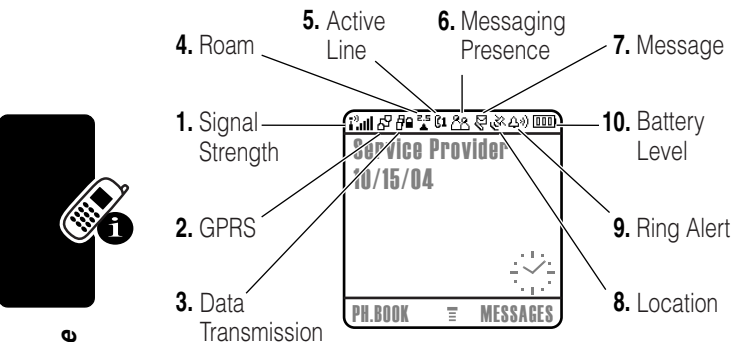 5. Active Line
6. Messaging Presence
4. Roam
7. Message
1. Signal Strength
10. Battery Level
Service Provider
10/15/04
2. GPRS
9. Ring Alert
3. Data Transmission
8. Location
PH.BOOK MESSAGES